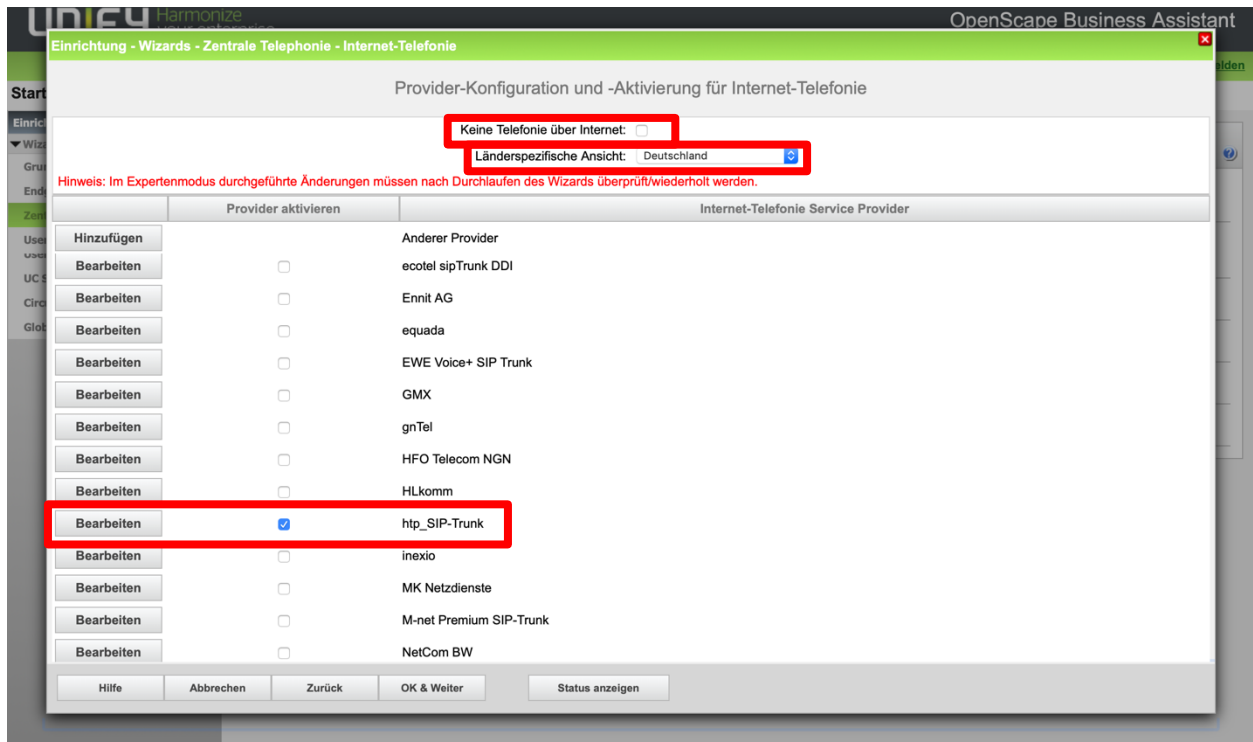 UNIFY Harmonize
your enterprise
OpenScape Business Assistant
Einrichtung - Wizards - Zentrale Telephonie - Internet-Telefonie
Start
Provider-Konfiguration und -Aktivierung für Internet-Telefonie
Keine Telefonie über Internet:
Länderspezifische Ansicht: Deutschland
Hinweis: Im Expertenmodus durchgeführte Änderungen müssen nach Durchlaufen des Wizards überprüft/wiederholt werden.
Provider aktivieren Internet-Telefonie Service Provider
Hinzufügen Anderer Provider
Bearbeiten ecotel sipTrunk DDI
Bearbeiten Ennit AG
Bearbeiten equada
Bearbeiten EWE Voice+ SIP Trunk
Bearbeiten GMX
Bearbeiten gnTel
Bearbeiten HFO Telecom NGN
Bearbeiten HLkomm
Bearbeiten htp_SIP-Trunk
Bearbeiten inexio
Bearbeiten MK Netzdienste
Bearbeiten M-net Premium SIP-Trunk
Bearbeiten NetCom BW
Hilfe Abbrechen Zurück OK & Weiter Status anzeigen